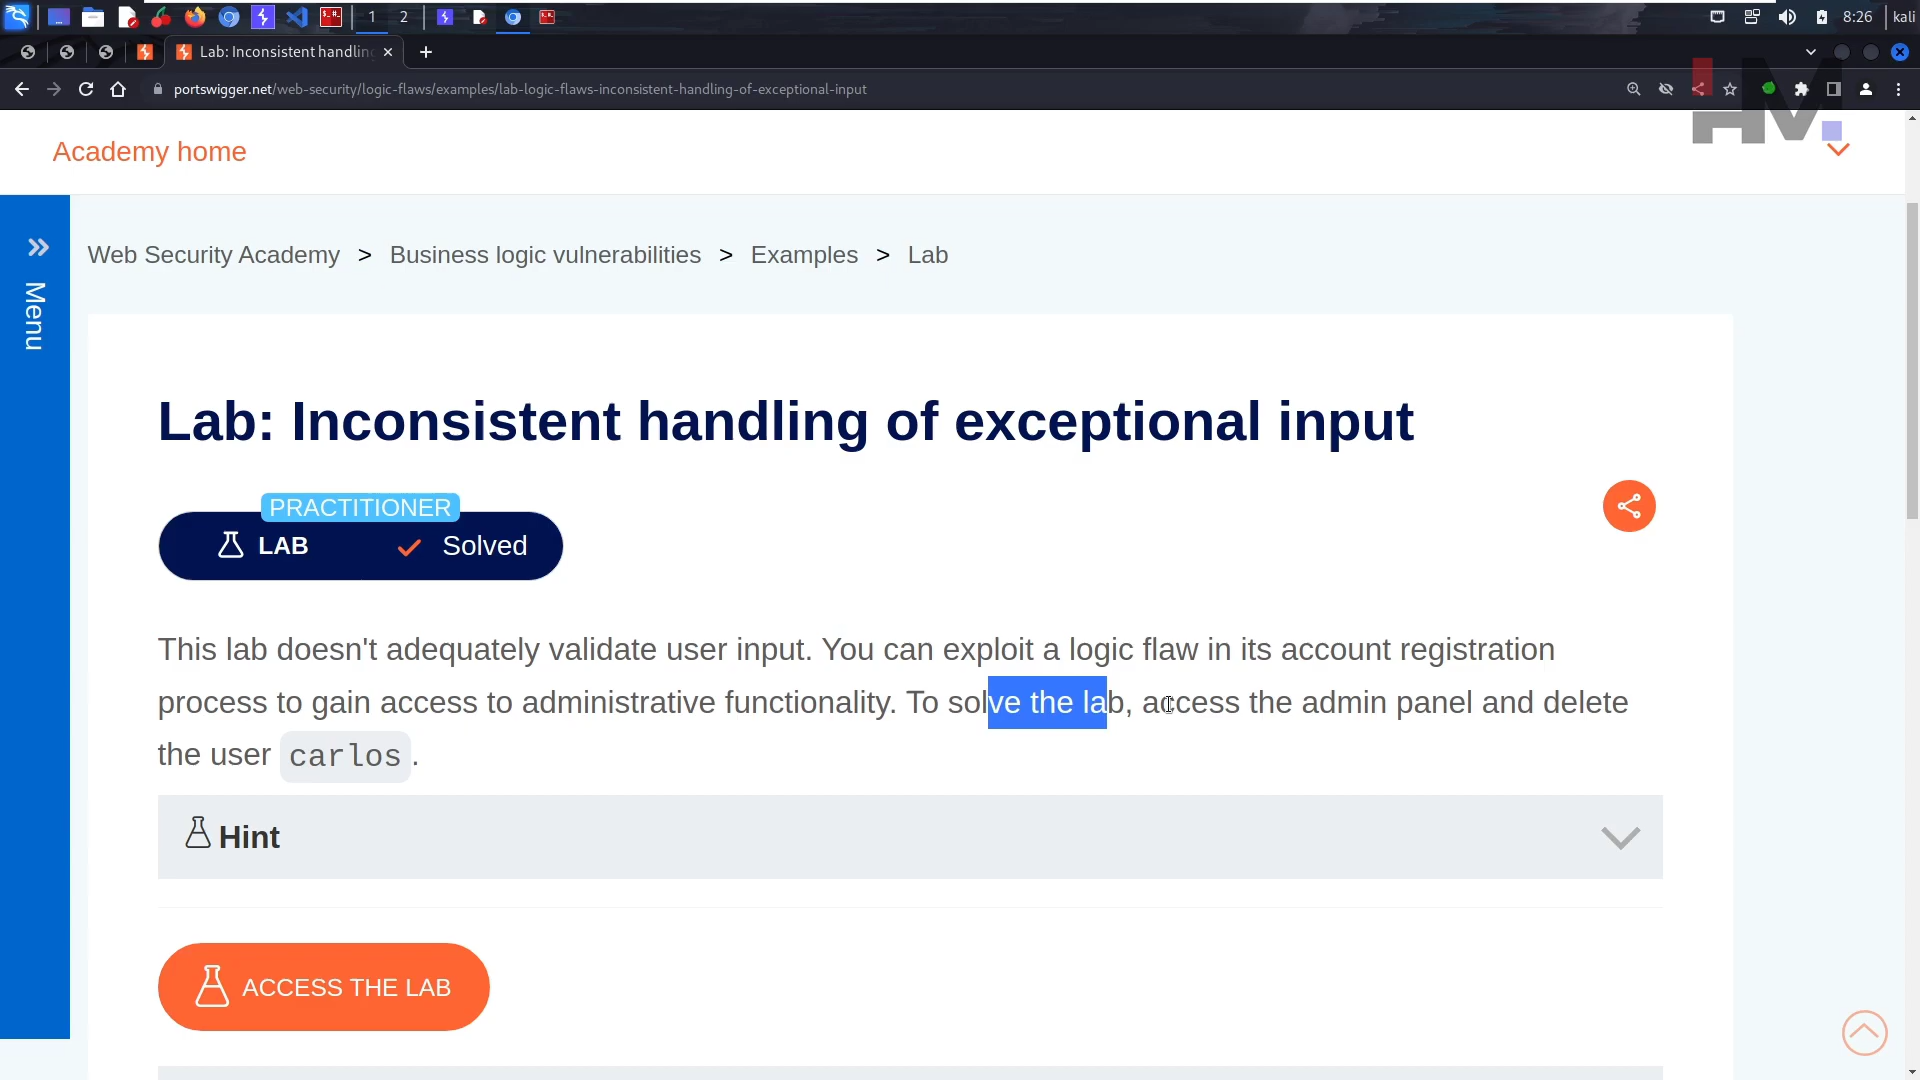 1 2 8:26 kali
Lab: Inconsistent handling
portswigger.net/web-security/logic-flaws/examples/lab-logic-flaws-inconsistent-handling-of-exceptional-input
HM
Academy home
Menu
Web Security Academy > Business logic vulnerabilities > Examples > Lab
Lab: Inconsistent handling of exceptional input
PRACTITIONER
LAB Solved
This lab doesn't adequately validate user input. You can exploit a logic flaw in its account registration
process to gain access to administrative functionality. To solve the lab, access the admin panel and delete
the user carlos.
Hint
ACCESS THE LAB